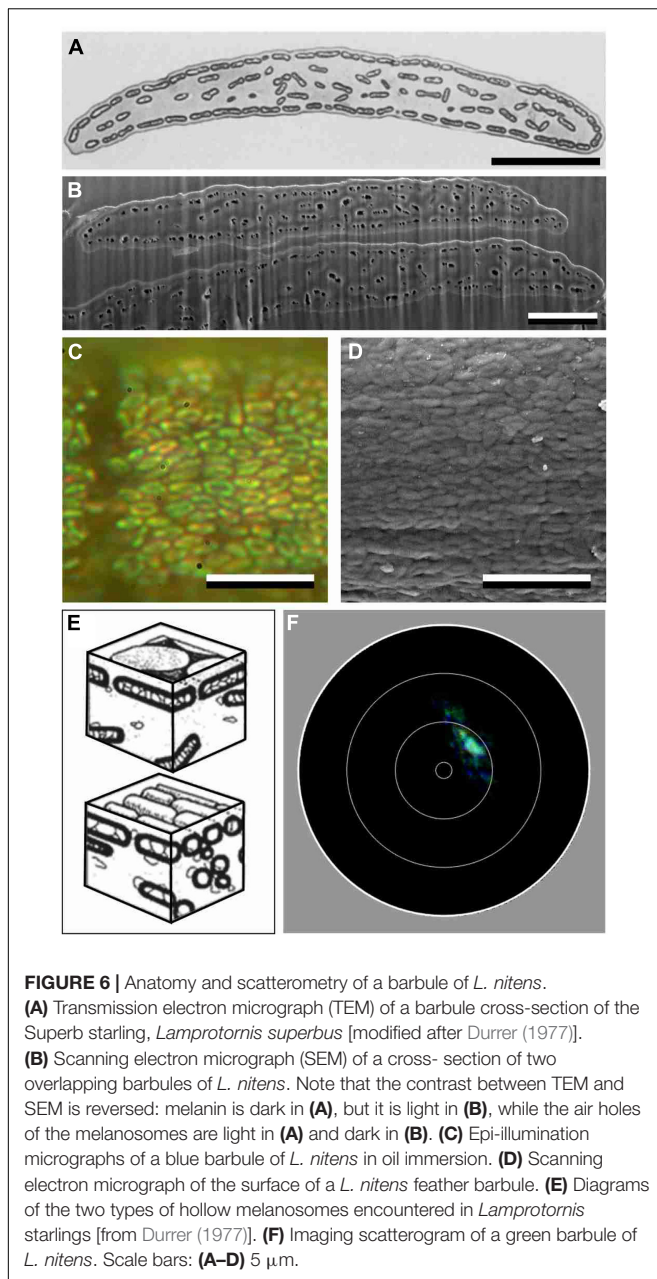 A
B
C
D
E
F
FIGURE 6 | Anatomy and scatterometry of a barbule of L. nitens.
(A) Transmission electron micrograph (TEM) of a barbule cross-section of the
Superb starling, Lamprotornis superbus [modified after Durrer (1977)].
(B) Scanning electron micrograph (SEM) of a cross- section of two
overlapping barbules of L. nitens. Note that the contrast between TEM and
SEM is reversed: melanin is dark in (A), but it is light in (B), while the air holes
of the melanosomes are light in (A) and dark in (B). (C) Epi-illumination
micrographs of a blue barbule of L. nitens in oil immersion. (D) Scanning
electron micrograph of the surface of a L. nitens feather barbule. (E) Diagrams
of the two types of hollow melanosomes encountered in Lamprotornis
starlings [from Durrer (1977)]. (F) Imaging scatterogram of a green barbule of
L. nitens. Scale bars: (A–D) 5 μm.